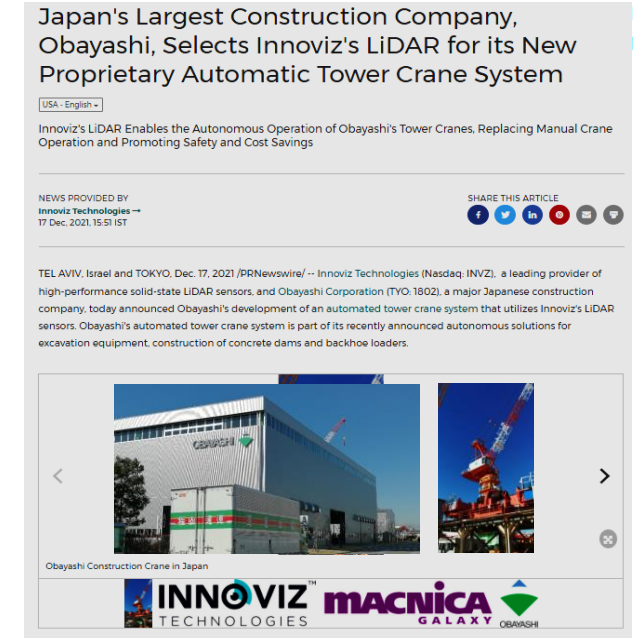 Japan's Largest Construction Company,
Obayashi, Selects Innoviz's LiDAR for its New
Proprietary Automatic Tower Crane System
USA - English
Innoviz's LiDAR Enables the Autonomous Operation of Obayashi's Tower Cranes, Replacing Manual Crane
Operation and Promoting Safety and Cost Savings
NEWS PROVIDED BY
Innoviz Technologies →
17 Dec, 2021, 15:51 IST
SHARE THIS ARTICLE
TEL AVIV, Israel and TOKYO, Dec. 17, 2021 /PRNewswire/ -- Innoviz Technologies (Nasdaq: INVZ), a leading provider of
high-performance solid-state LiDAR sensors, and Obayashi Corporation (TYO: 1802), a major Japanese construction
company, today announced Obayashi's development of an automated tower crane system that utilizes Innoviz's LiDAR
sensors. Obayashi's automated tower crane system is part of its recently announced autonomous solutions for
excavation equipment, construction of concrete dams and backhoe loaders.
OBAYASHI
Obayashi Construction Crane in Japan
INNOVIZ™
TECHNOLOGIES
MACNICA
GALAXY
OBAYASHI